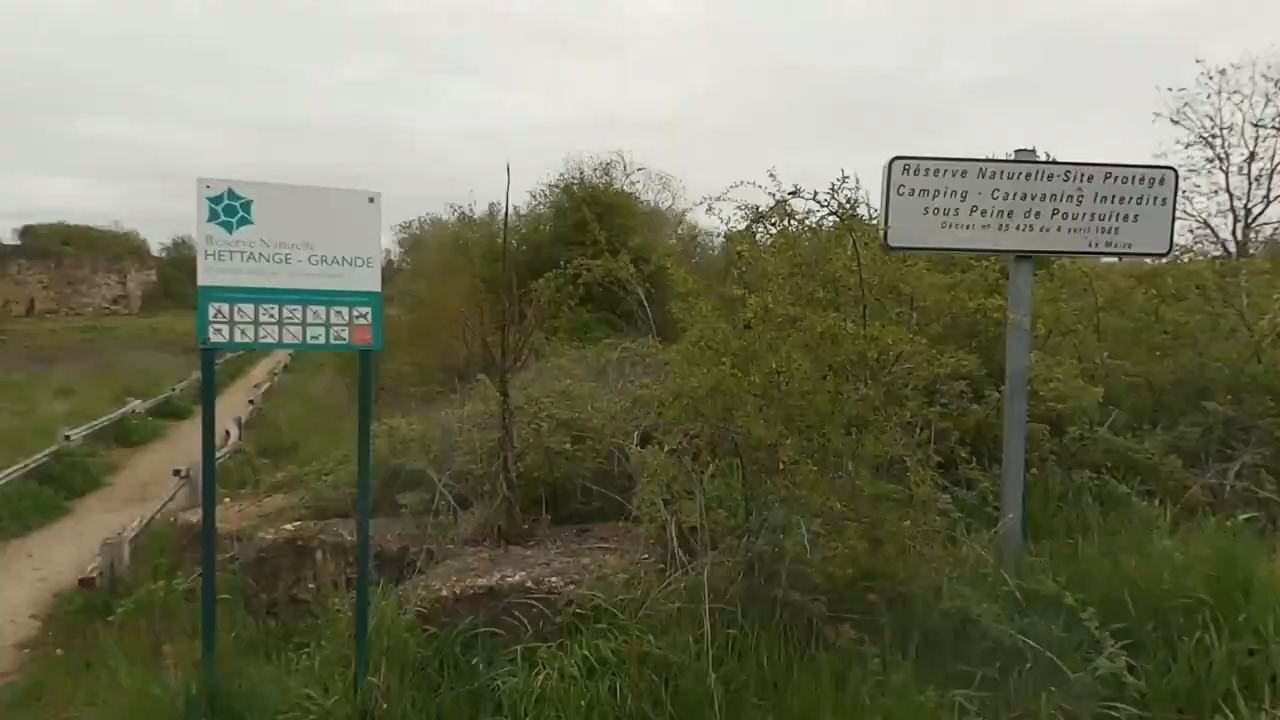 Réserve Naturelle
HETTANGE - GRANDE
Réserve Naturelle-Site Protégé
Camping - Caravaning Interdits
sous Peine de Poursuites
Décret nº 85-425 du 4 avril 1985
Le Maire